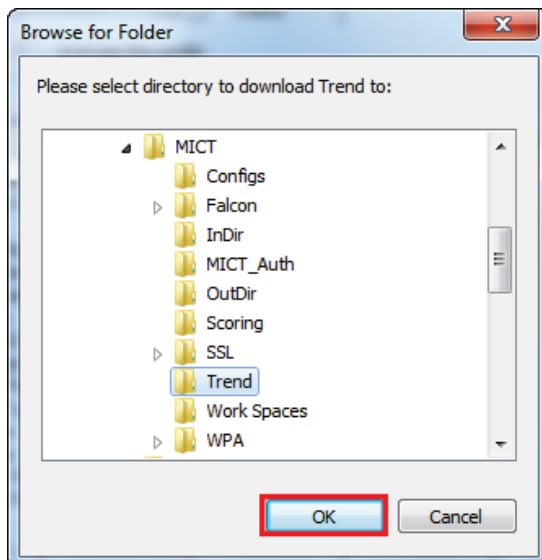 Browse for Folder
Please select directory to download Trend to:
MICT
Configs
Falcon
InDir
MICT_Auth
OutDir
Scoring
SSL
Trend
Work Spaces
WPA
OK
Cancel